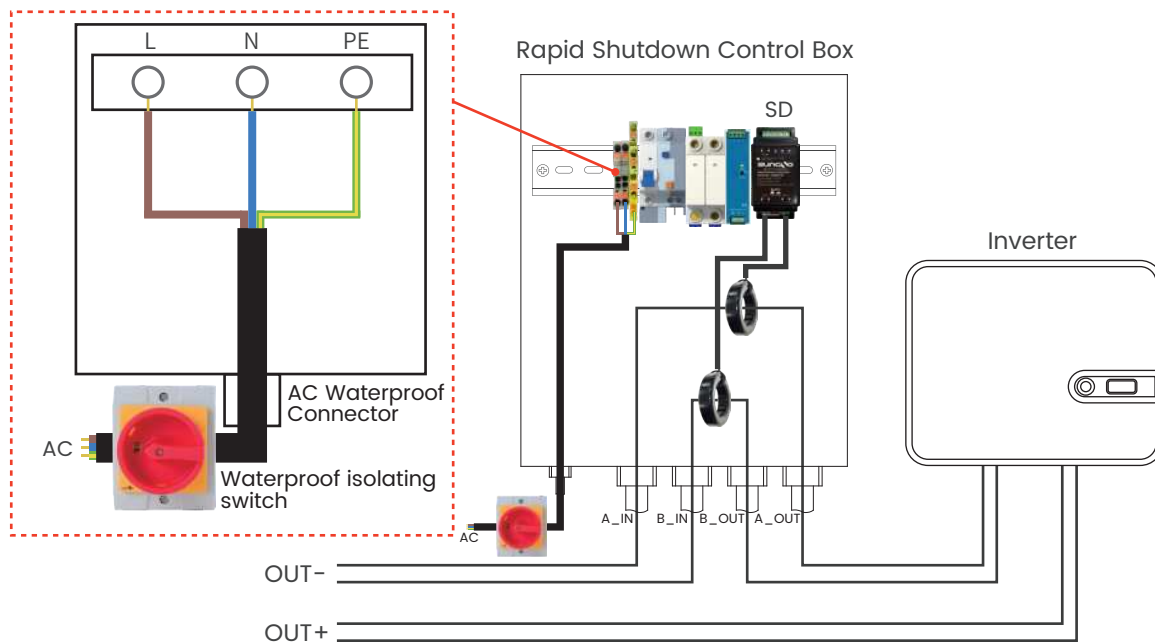 L N PE
Rapid Shutdown Control Box
SD
Inverter
AC Waterproof
Connector
AC
Waterproof isolating
switch
A_IN B_IN B_OUT A_OUT
AC
OUT-
OUT+